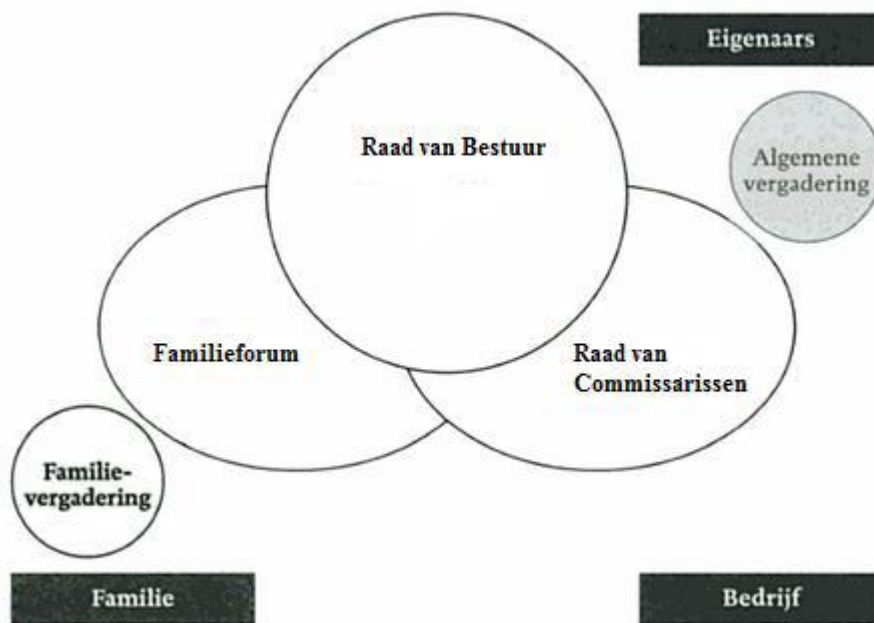 Eigenaars
Raad van Bestuur
Algemene
vergadering
Familieforum
Raad van
Commissarissen
Familie-
vergadering
Familie
Bedrijf